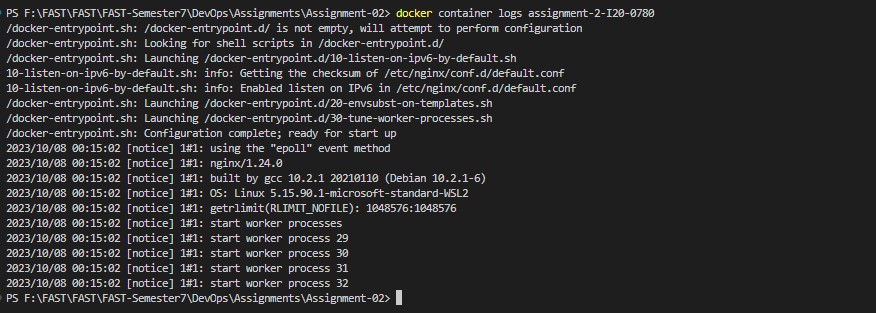 PS F:\FAST\FAST\FAST-Semester7\DevOps\Assignments\Assignment-02> docker container logs assignment-2-I20-0780
/docker-entrypoint.sh: /docker-entrypoint.d/ is not empty, will attempt to perform configuration
/docker-entrypoint.sh: Looking for shell scripts in /docker-entrypoint.d/
/docker-entrypoint.sh: Launching /docker-entrypoint.d/10-listen-on-ipv6-by-default.sh
10-listen-on-ipv6-by-default.sh: info: Getting the checksum of /etc/nginx/conf.d/default.conf
10-listen-on-ipv6-by-default.sh: info: Enabled listen on IPv6 in /etc/nginx/conf.d/default.conf
/docker-entrypoint.sh: Launching /docker-entrypoint.d/20-envsubst-on-templates.sh
/docker-entrypoint.sh: Launching /docker-entrypoint.d/30-tune-worker-processes.sh
/docker-entrypoint.sh: Configuration complete; ready for start up
2023/10/08 00:15:02 [notice] 1#1: using the "epoll" event method
2023/10/08 00:15:02 [notice] 1#1: nginx/1.24.0
2023/10/08 00:15:02 [notice] 1#1: built by gcc 10.2.1 20210110 (Debian 10.2.1-6)
2023/10/08 00:15:02 [notice] 1#1: OS: Linux 5.15.90.1-microsoft-standard-WSL2
2023/10/08 00:15:02 [notice] 1#1: getrlimit(RLIMIT_NOFILE): 1048576:1048576
2023/10/08 00:15:02 [notice] 1#1: start worker processes
2023/10/08 00:15:02 [notice] 1#1: start worker process 29
2023/10/08 00:15:02 [notice] 1#1: start worker process 30
2023/10/08 00:15:02 [notice] 1#1: start worker process 31
2023/10/08 00:15:02 [notice] 1#1: start worker process 32
PS F:\FAST\FAST\FAST-Semester7\DevOps\Assignments\Assignment-02>